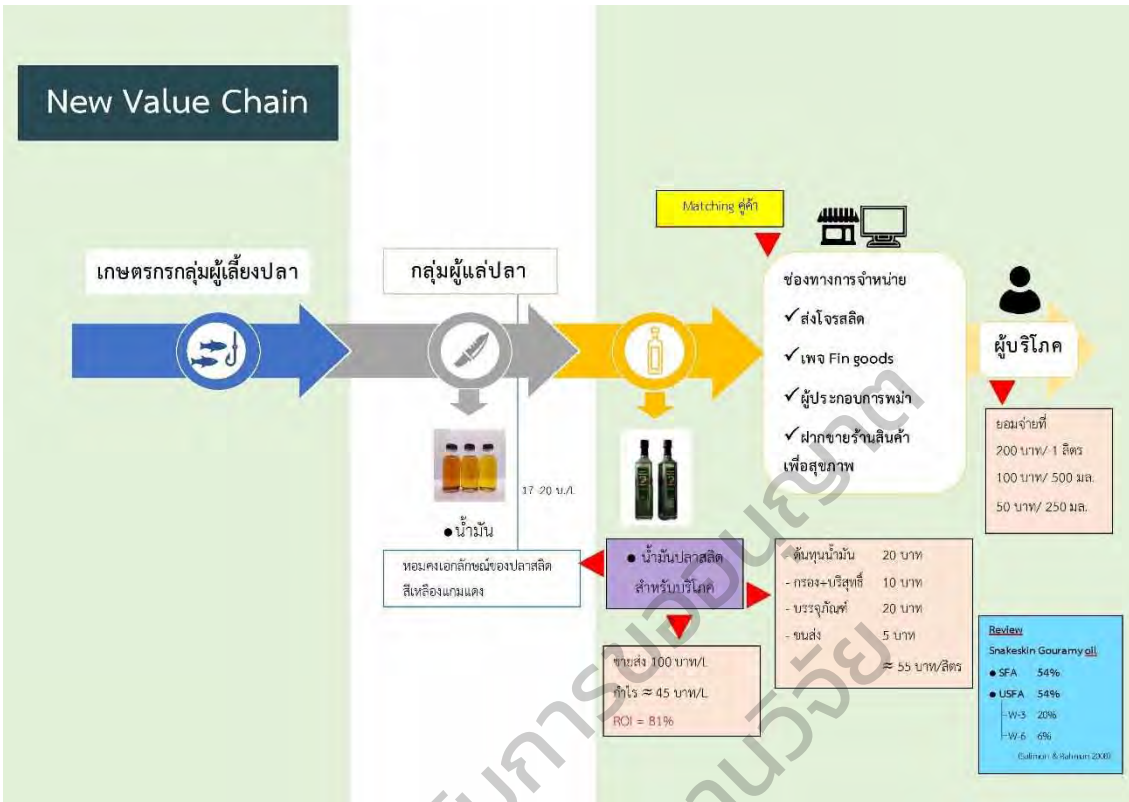 New Value Chain
Matching คู่ค้า
เกษตรกรกลุ่มผู้เลี้ยงปลา
กลุ่มผู้แล่ปลา
ช่องทางการจำหน่าย
✓ ส่งโจรสลิด
✓ เพจ Fin goods
✓ ผู้ประกอบการพม่า
✓ ฝากขายร้านสินค้า
เพื่อสุขภาพ
ผู้บริโภค
ยอมจ่ายที่
200 บาท/ 1 ลิตร
100 บาท/ 500 มล.
50 บาท/ 250 มล.
17-20 บ./L
● น้ำมัน
หอมคงเอกลักษณ์ของปลาสลิด
สีเหลืองแกมแดง
● น้ำมันปลาสลิด
สำหรับบริโภค
- ต้นทุนน้ำมัน 20 บาท
- กรอง+บริสุทธิ์ 10 บาท
- บรรจุภัณฑ์ 20 บาท
- ขนส่ง 5 บาท
≈ 55 บาท/ลิตร
ขายส่ง 100 บาท/L
กำไร ≈ 45 บาท/L
ROI = 81%
Review
Snakeskin Gouramy oil
● SFA 54%
● USFA 54%
W-3 20%
W-6 6%